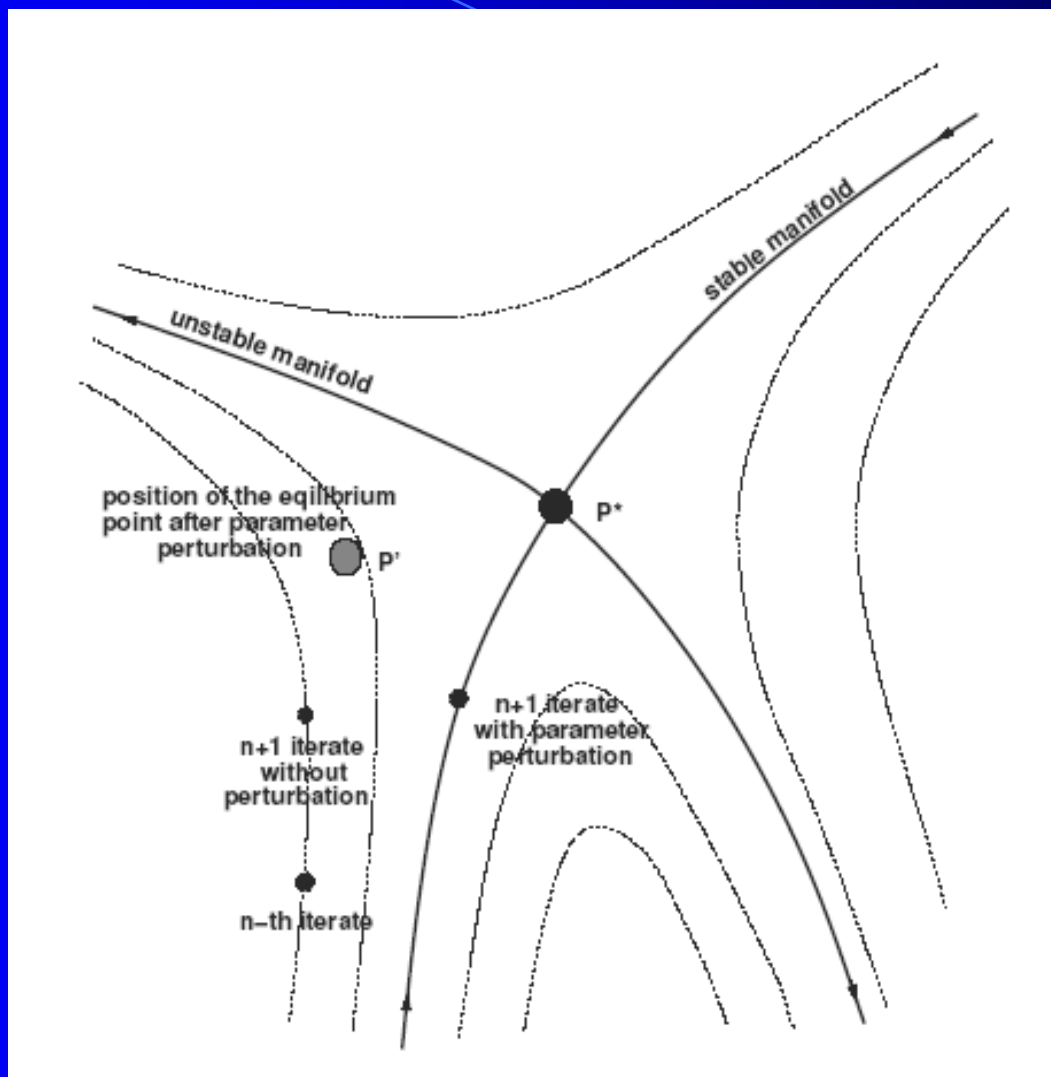 stable manifold
unstable manifold
position of the eqilibrium
point after parameter
perturbation
P'
P*
n+1 iterate
with parameter
perturbation
n+1 iterate
without
perturbation
n-th iterate